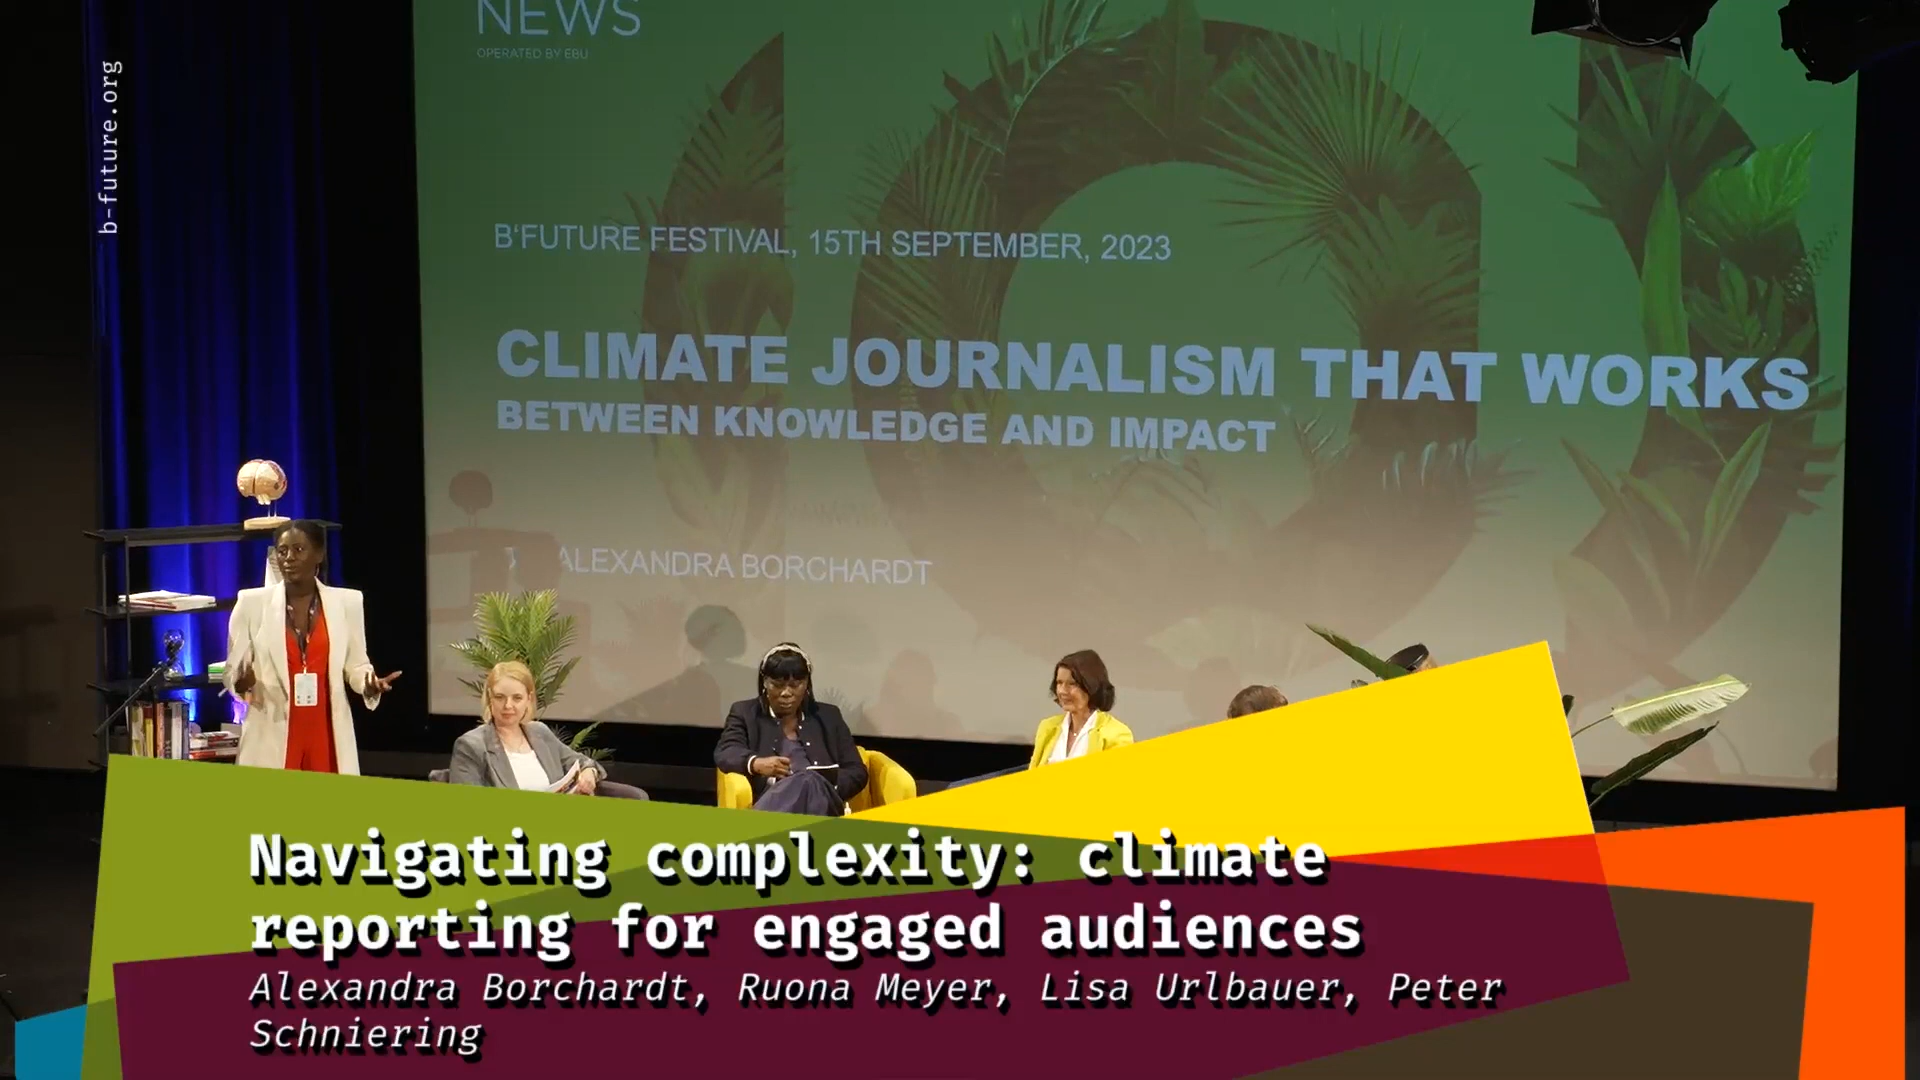 b-future.org
NEWS
OPERATED BY EBU
B'FUTURE FESTIVAL, 15TH SEPTEMBER, 2023
CLIMATE JOURNALISM THAT WORKS
BETWEEN KNOWLEDGE AND IMPACT
ALEXANDRA BORCHARDT
Navigating complexity: climate
reporting for engaged audiences
Alexandra Borchardt, Ruona Meyer, Lisa Urlbauer, Peter
Schniering